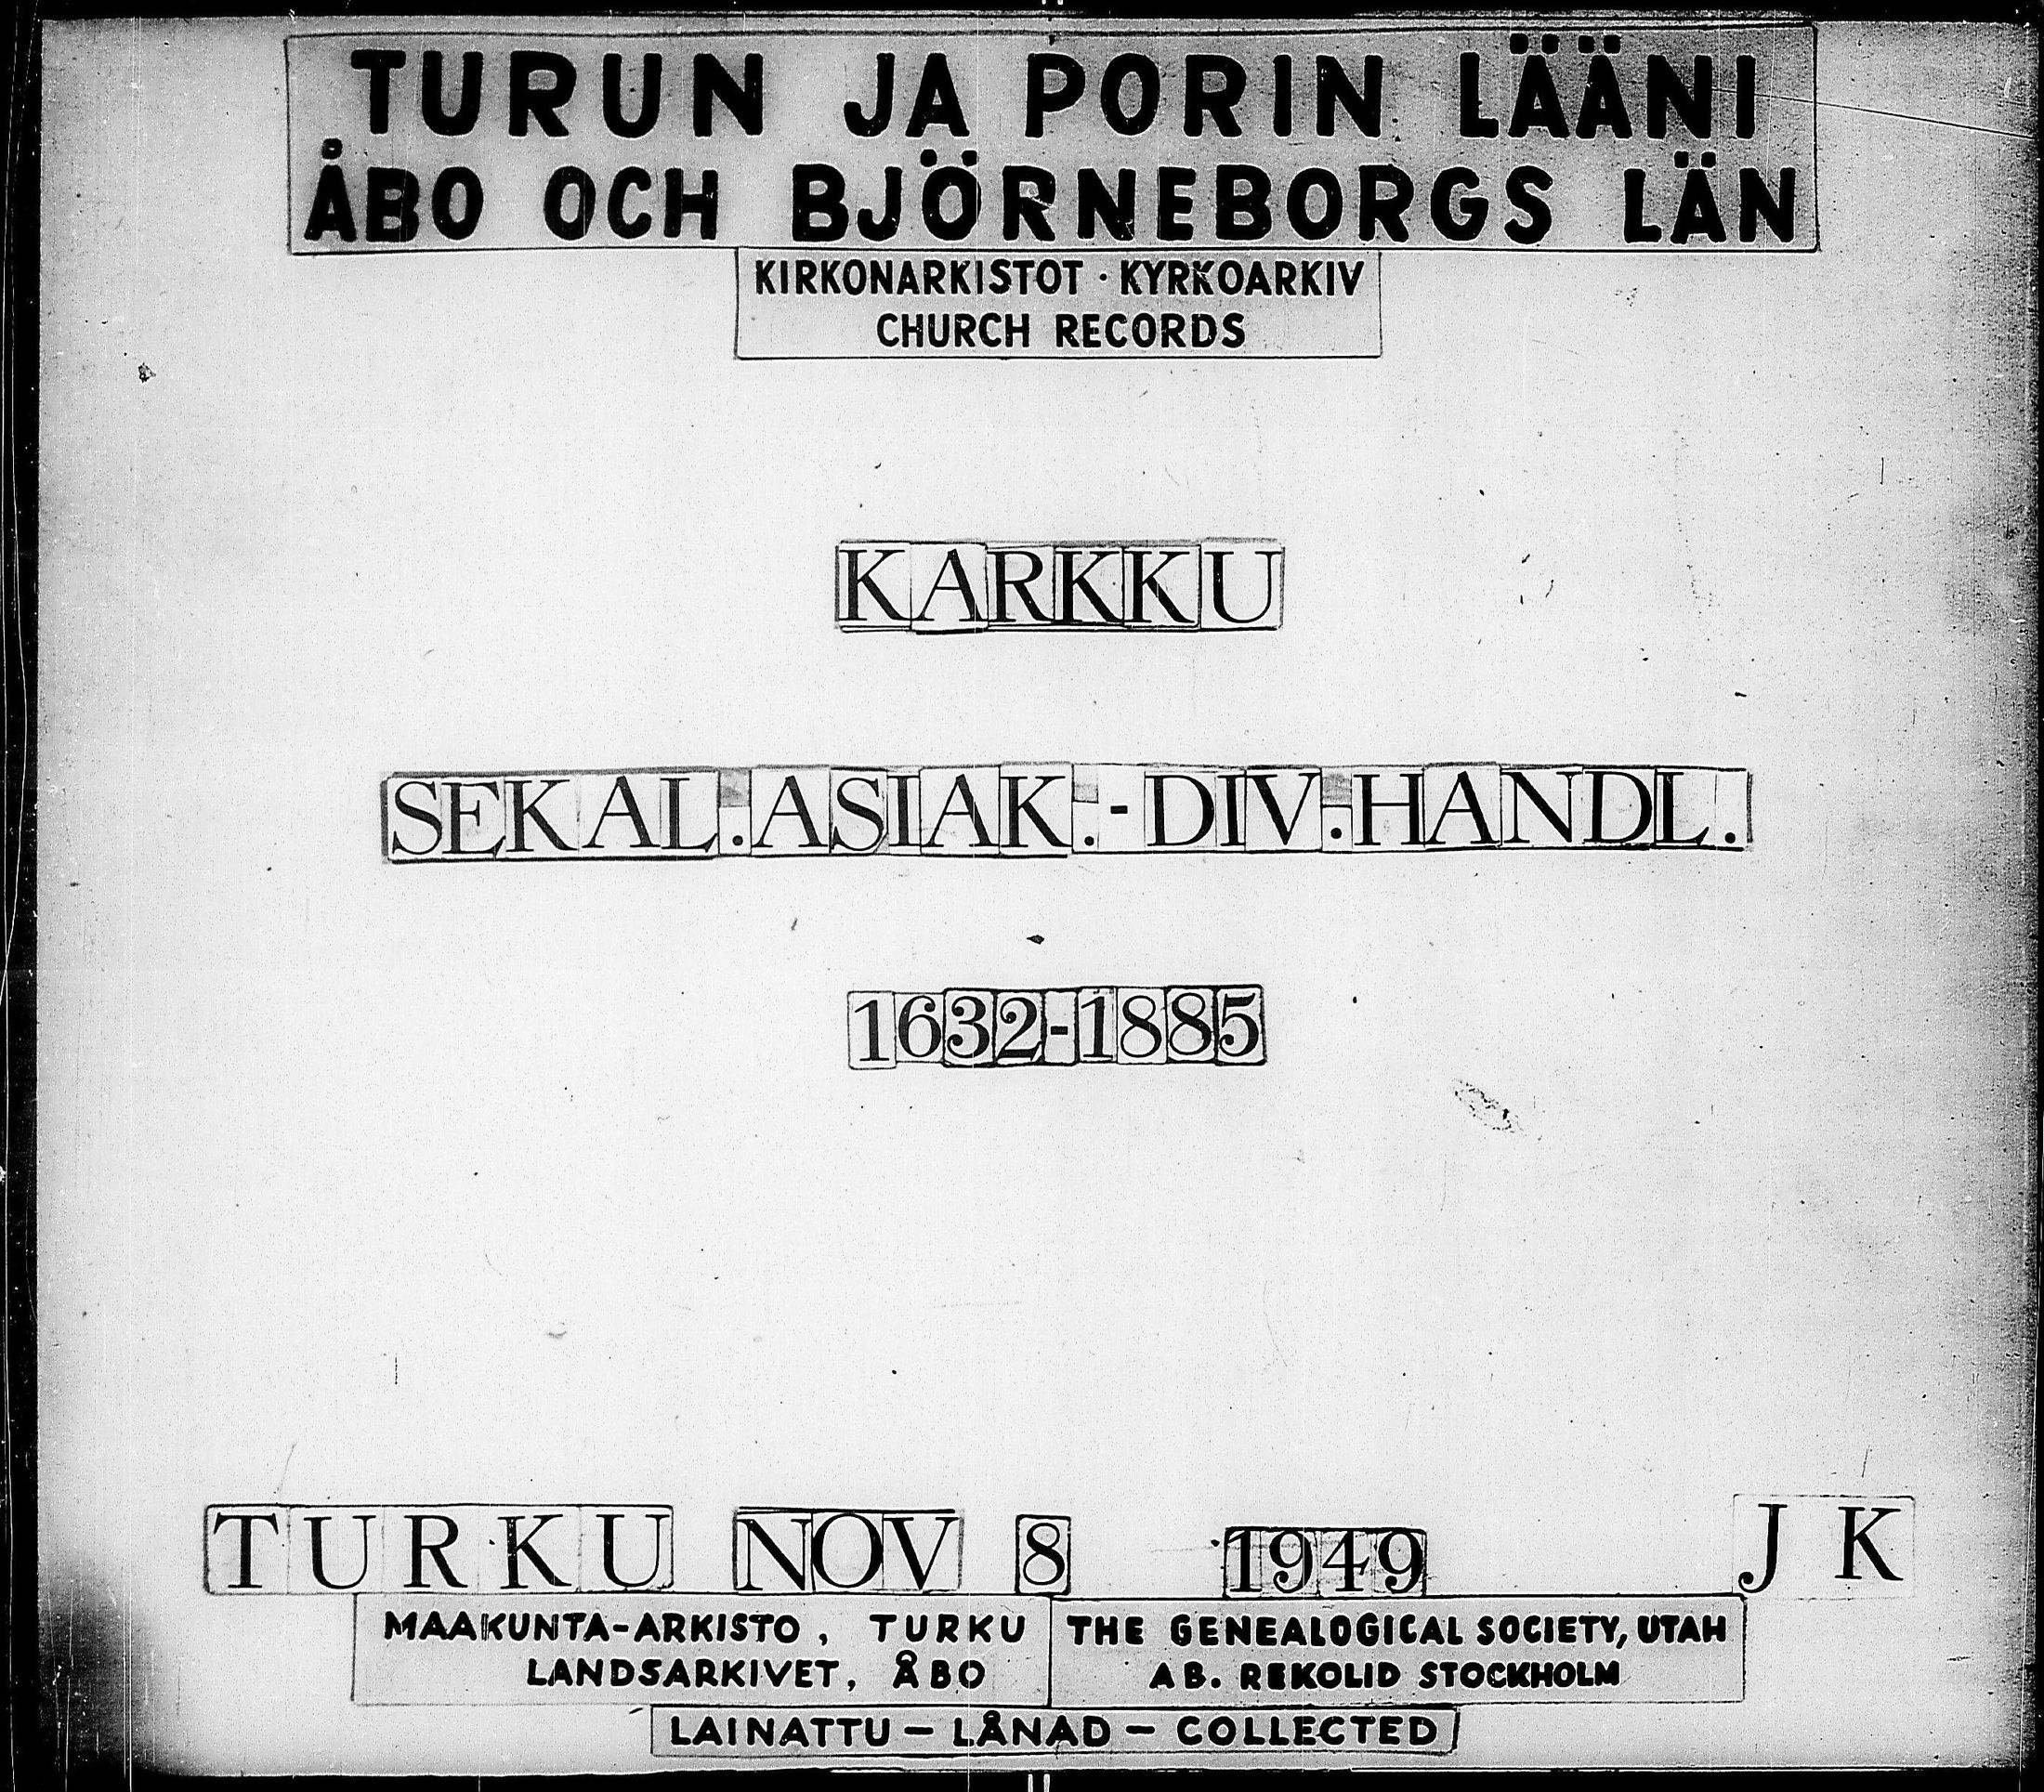 TURUN JA PORIN LÄÄNI
ÅBO OCH BJÖRNEBORGS LÄN
KIRKONARKISTOT · KYRKOARKIV
CHURCH RECORDS
KARKKU
SEKAL.ASIAK.-DIV.HANDL.
1632-1885
TURKU NOV 8 1949 JK
MAAKUNTA-ARKISTO, TURKU
LANDSARKIVET, ÅBO
THE GENEALOGICAL SOCIETY, UTAH
AB. REKOLID STOCKHOLM
LAINATTU – LÅNAD – COLLECTED